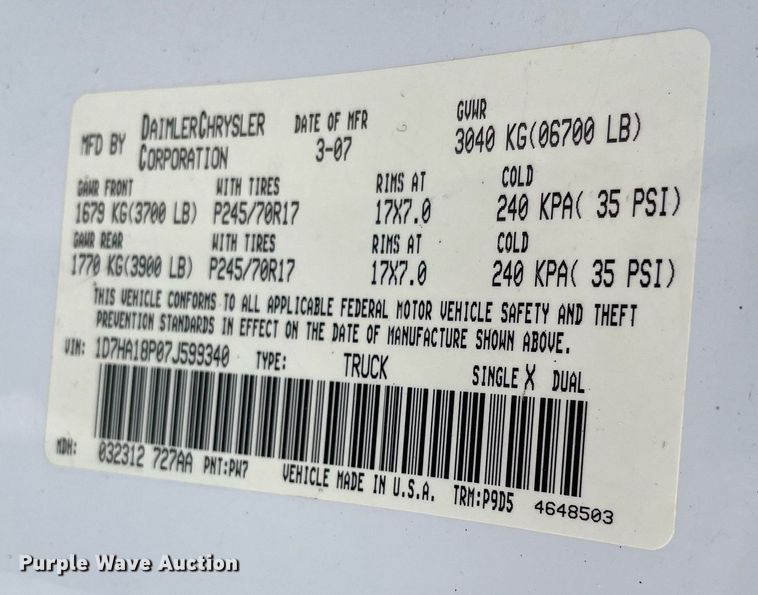 MFD BY DAIMLERCHRYSLER CORPORATION DATE OF MFR 3-07 GVWR 3040 KG(06700 LB)
GAWR FRONT WITH TIRES RIMS AT COLD
1679 KG(3700 LB) P245/70R17 17X7.0 240 KPA( 35 PSI)
GAWR REAR WITH TIRES RIMS AT COLD
1770 KG(3900 LB) P245/70R17 17X7.0 240 KPA( 35 PSI)
THIS VEHICLE CONFORMS TO ALL APPLICABLE FEDERAL MOTOR VEHICLE SAFETY AND THEFT
PREVENTION STANDARDS IN EFFECT ON THE DATE OF MANUFACTURE SHOWN ABOVE.
VIN: 1D7HA18P07J599340 TYPE: TRUCK SINGLE X DUAL
MDH: 032312 727AA PNT:PW7 VEHICLE MADE IN U.S.A. TRM:P9D5 4648503
Purple Wave Auction